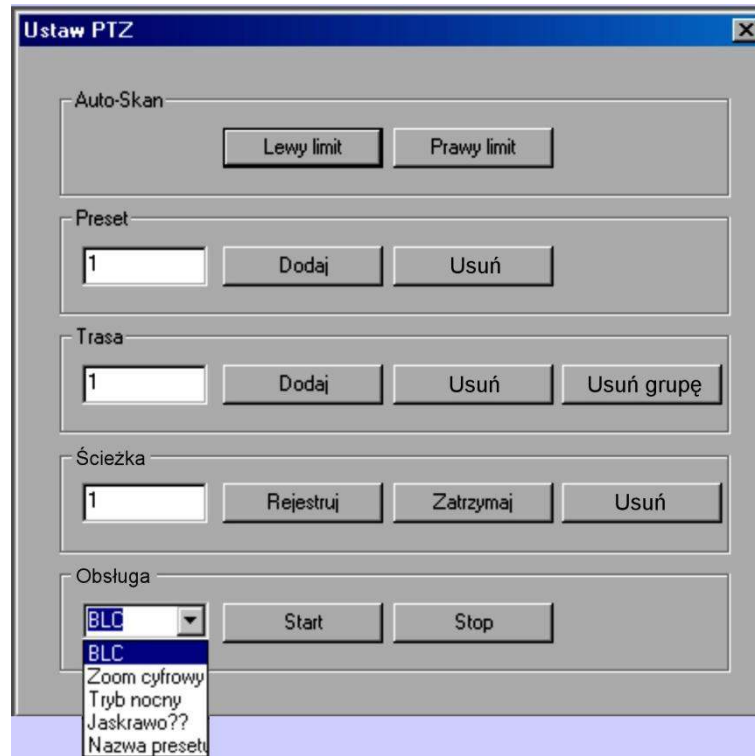 Ustaw PTZ
Auto-Skan
Lewy limit Prawy limit
Preset
1 Dodaj Usuń
Trasa
1 Dodaj Usuń Usuń grupę
Ścieżka
1 Rejestruj Zatrzymaj Usuń
Obsługa
BLC Start Stop
BLC
Zoom cyfrowy
Tryb nocny
Jaskrawo??
Nazwa presetu